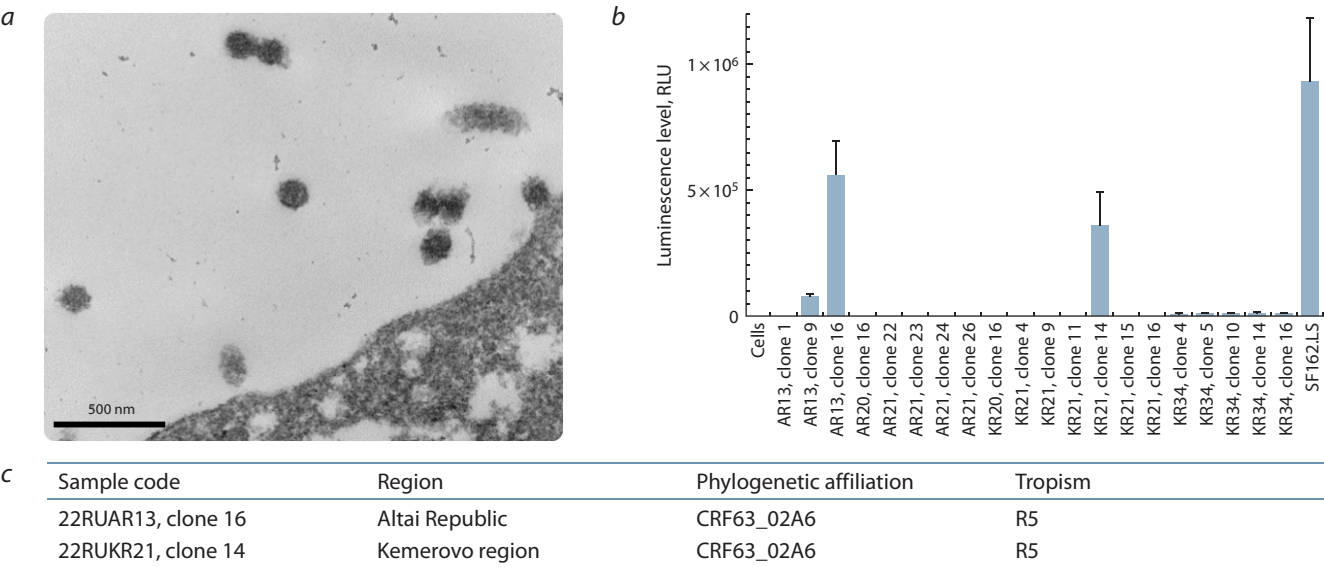 a
500 nm
b
Luminescence level, RLU
1 × 10⁶
5 × 10⁵
0
Cells
AR13, clone 1
AR13, clone 9
AR13, clone 16
AR20, clone 16
AR21, clone 22
AR21, clone 23
AR21, clone 24
AR21, clone 26
KR20, clone 16
KR21, clone 4
KR21, clone 9
KR21, clone 11
KR21, clone 14
KR21, clone 15
KR21, clone 16
KR34, clone 4
KR34, clone 5
KR34, clone 10
KR34, clone 14
KR34, clone 16
SF162.LS
c
Sample code Region Phylogenetic affiliation Tropism
22RUAR13, clone 16 Altai Republic CRF63_02A6 R5
22RUKR21, clone 14 Kemerovo region CRF63_02A6 R5